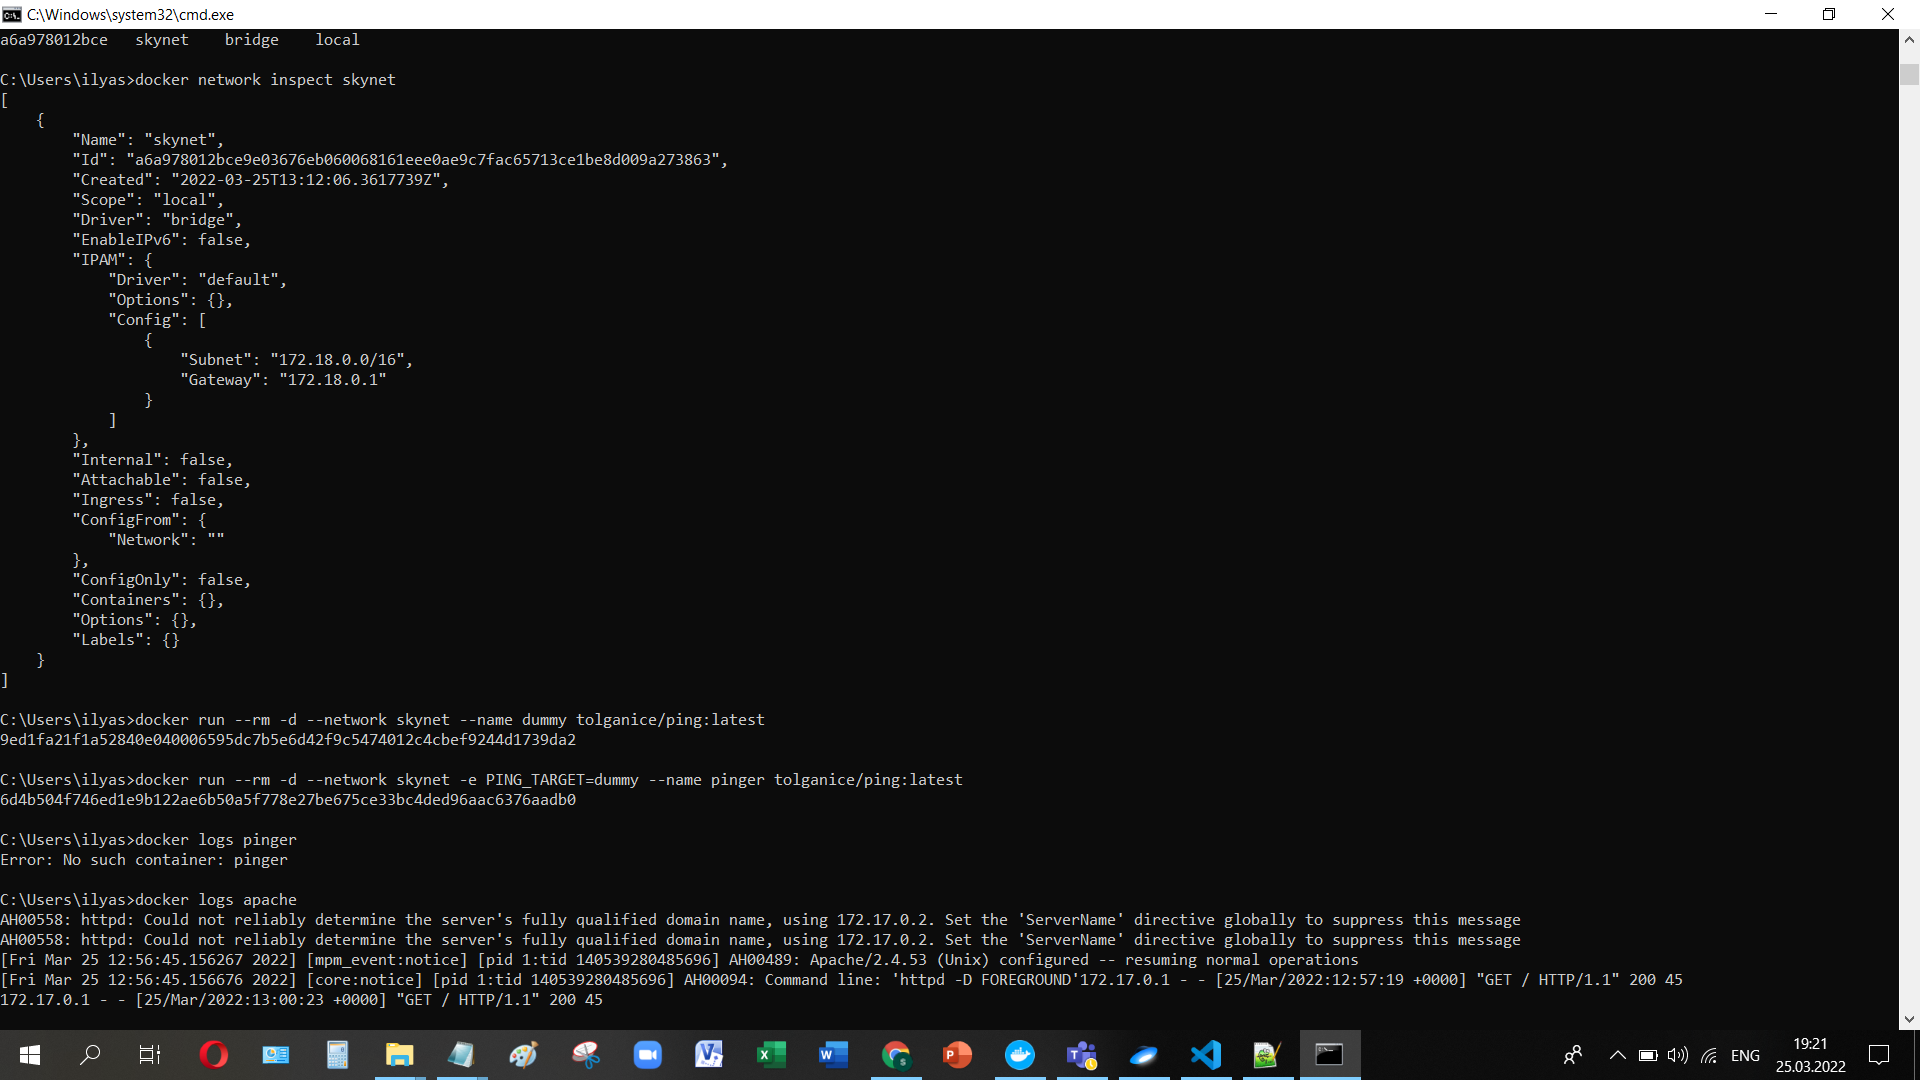 C:\Windows\system32\cmd.exe
a6a978012bce   skynet    bridge    local
C:\Users\ilyas>docker network inspect skynet
[
    {
        "Name": "skynet",
        "Id": "a6a978012bce9e03676eb060068161eee0ae9c7fac65713ce1be8d009a273863",
        "Created": "2022-03-25T13:12:06.3617739Z",
        "Scope": "local",
        "Driver": "bridge",
        "EnableIPv6": false,
        "IPAM": {
            "Driver": "default",
            "Options": {},
            "Config": [
                {
                    "Subnet": "172.18.0.0/16",
                    "Gateway": "172.18.0.1"
                }
            ]
        },
        "Internal": false,
        "Attachable": false,
        "Ingress": false,
        "ConfigFrom": {
            "Network": ""
        },
        "ConfigOnly": false,
        "Containers": {},
        "Options": {},
        "Labels": {}
    }
]
C:\Users\ilyas>docker run --rm -d --network skynet --name dummy tolganice/ping:latest
9ed1fa21f1a52840e040006595dc7b5e6d42f9c5474012c4cbef9244d1739da2
C:\Users\ilyas>docker run --rm -d --network skynet -e PING_TARGET=dummy --name pinger tolganice/ping:latest
6d4b504f746ed1e9b122ae6b50a5f778e27be675ce33bc4ded96aac6376aadb0
C:\Users\ilyas>docker logs pinger
Error: No such container: pinger
C:\Users\ilyas>docker logs apache
AH00558: httpd: Could not reliably determine the server's fully qualified domain name, using 172.17.0.2. Set the 'ServerName' directive globally to suppress this message
AH00558: httpd: Could not reliably determine the server's fully qualified domain name, using 172.17.0.2. Set the 'ServerName' directive globally to suppress this message
[Fri Mar 25 12:56:45.156267 2022] [mpm_event:notice] [pid 1:tid 140539280485696] AH00489: Apache/2.4.53 (Unix) configured -- resuming normal operations
[Fri Mar 25 12:56:45.156676 2022] [core:notice] [pid 1:tid 140539280485696] AH00094: Command line: 'httpd -D FOREGROUND'172.17.0.1 - - [25/Mar/2022:12:57:19 +0000] "GET / HTTP/1.1" 200 45
172.17.0.1 - - [25/Mar/2022:13:00:23 +0000] "GET / HTTP/1.1" 200 45
ENG
19:21
25.03.2022